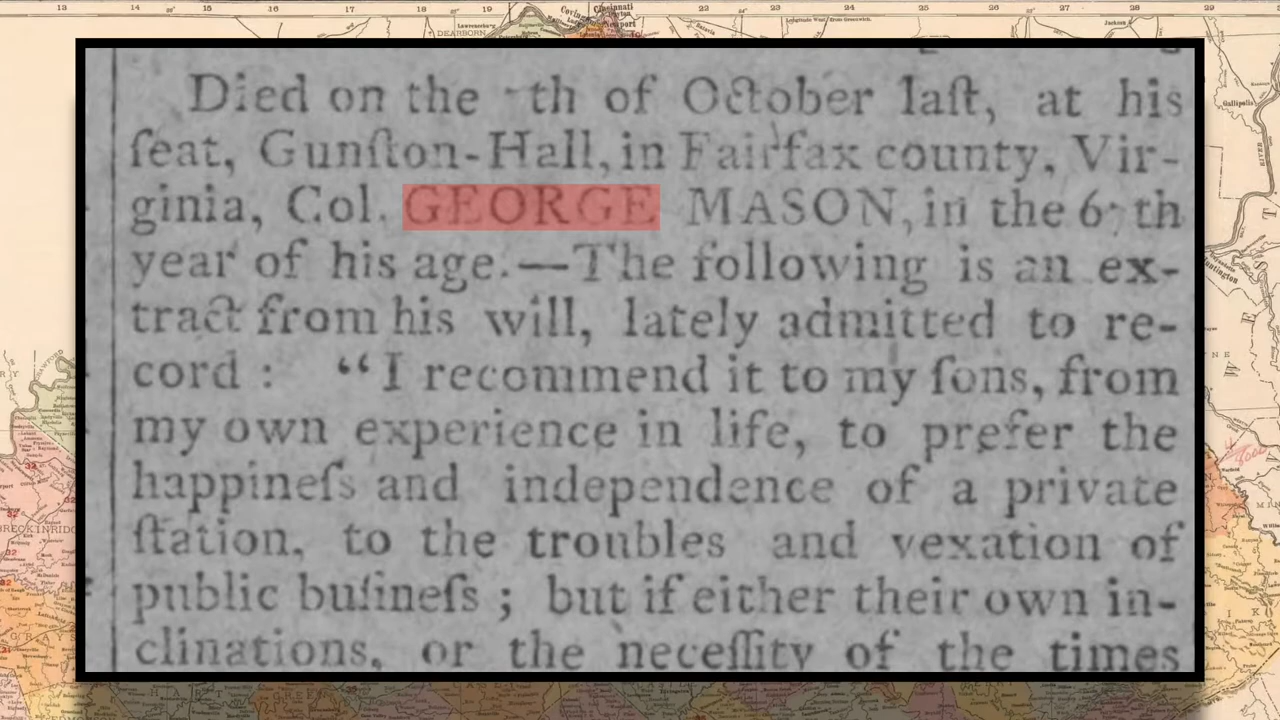 Died on the th of October laſt, at his
ſeat, Gunſton-Hall, in Fairfax county, Vir-
ginia, Col. GEORGE MASON, in the 67th
year of his age.—The following is an ex-
tract from his will, lately admitted to re-
cord : “I recommend it to my ſons, from
my own experience in life, to prefer the
happineſs and independence of a private
ſtation, to the troubles and vexation of
public buſineſs ; but if either their own in-
clinations, or the neceſſity of the times